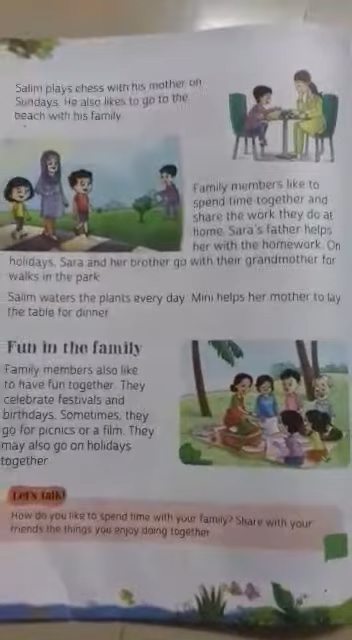 Salim plays chess with his mother on
Sundays. He also likes to go to the
beach with his family.
Family members like to
spend time together and
share the work they do at
home. Sara's father helps
her with the homework. On
holidays, Sara and her brother go with their grandmother for
walks in the park.
Salim waters the plants every day. Mini helps her mother to lay
the table for dinner.
Fun in the family
Family members also like
to have fun together. They
celebrate festivals and
birthdays. Sometimes, they
go for picnics or a film. They
may also go on holidays
together.
Let's talk!
How do you like to spend time with your family? Share with your
friends the things you enjoy doing together.